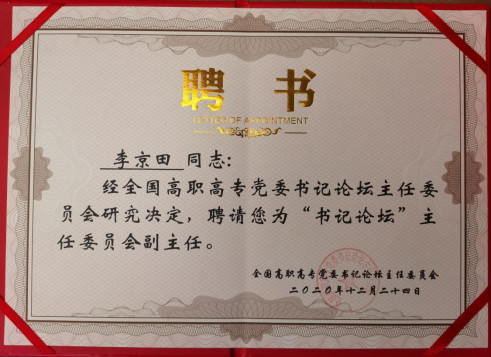 聘 书
LETTER OF APPOINTMENT
李京田 同志:
经全国高职高专党委书记论坛主任委
员会研究决定，聘请您为“书记论坛”主
任委员会副主任。
全国高职高专党委书记论坛主任委员会
二〇二〇年十二月二十四日